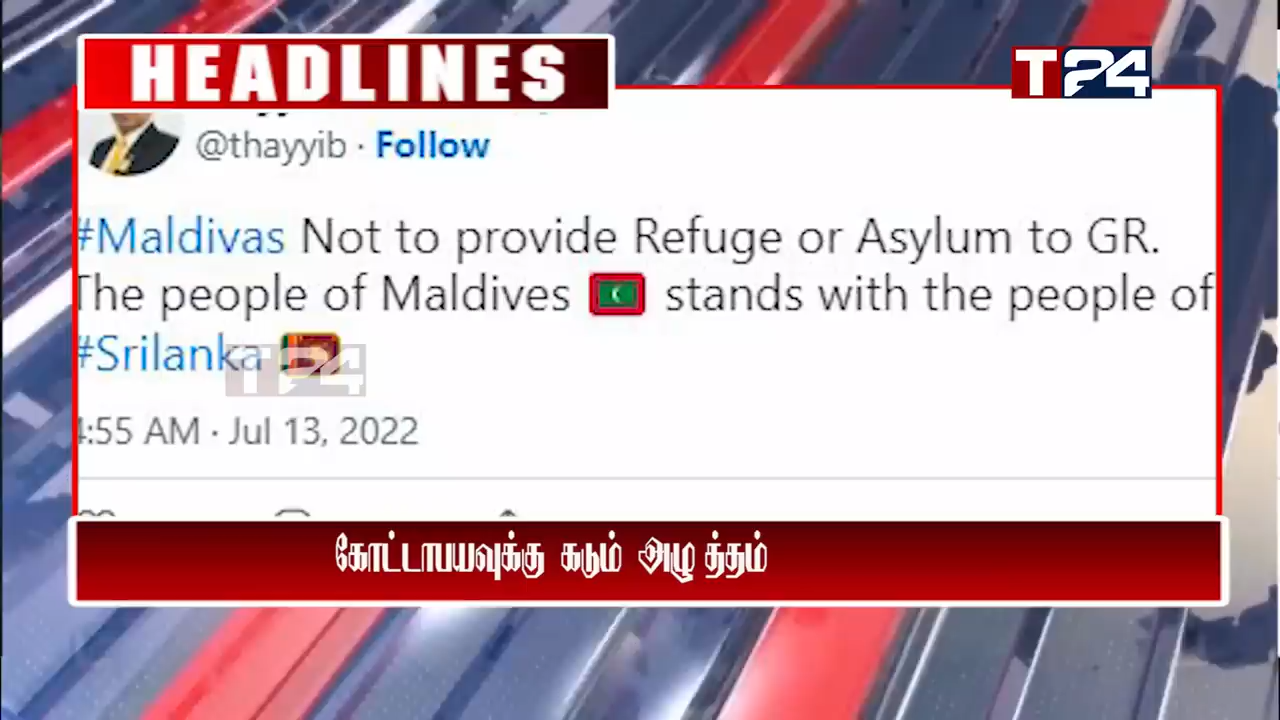 HEADLINES
T24
@thayyib · Follow
#Maldivas Not to provide Refuge or Asylum to GR.
The people of Maldives 🇲🇻 stands with the people of
#Srilanka 🇱🇰
T24
4:55 AM · Jul 13, 2022
கோட்டாபயவுக்கு கடும் அழுத்தம்